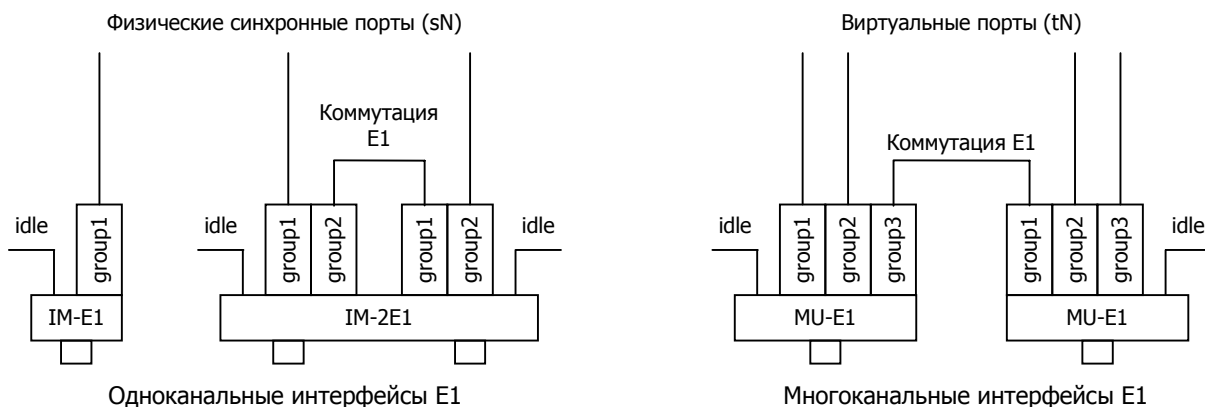 Физические синхронные порты (sN)
Виртуальные порты (tN)
Коммутация
E1
Коммутация E1
idle
group1
idle
group1
group2
group1
group2
idle
idle
group1
group2
group3
group1
group2
group3
idle
IM-E1
IM-2E1
MU-E1
MU-E1
Одноканальные интерфейсы E1
Многоканальные интерфейсы E1